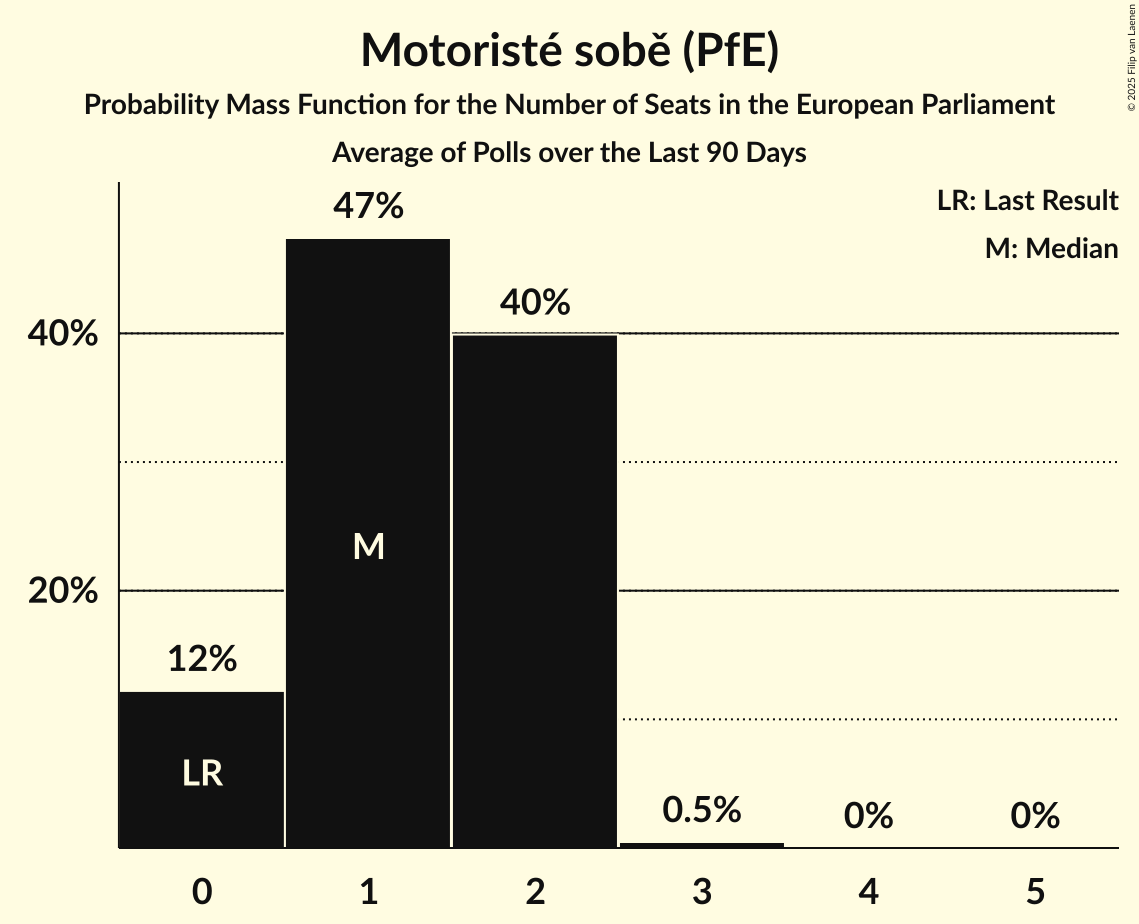 Motoristé sobě (PfE)
Probability Mass Function for the Number of Seats in the European Parliament
Average of Polls over the Last 90 Days
© 2025 Filip van Laenen
LR: Last Result
M: Median
47%
40%
40%
20%
12%
0.5%
0%
0%
M
LR
0
1
2
3
4
5